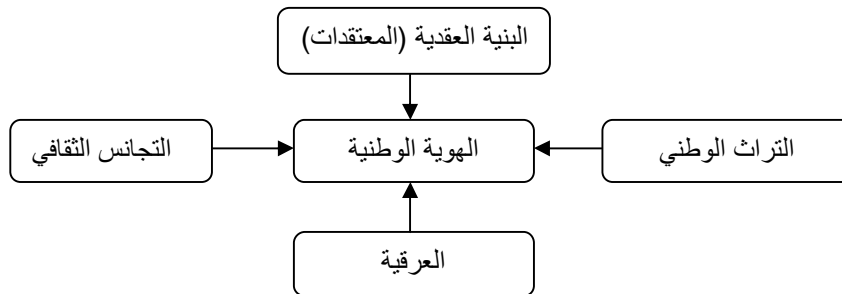 البنية العقدية (المعتقدات)
التراث الوطني
الهوية الوطنية
التجانس الثقافي
العرقية